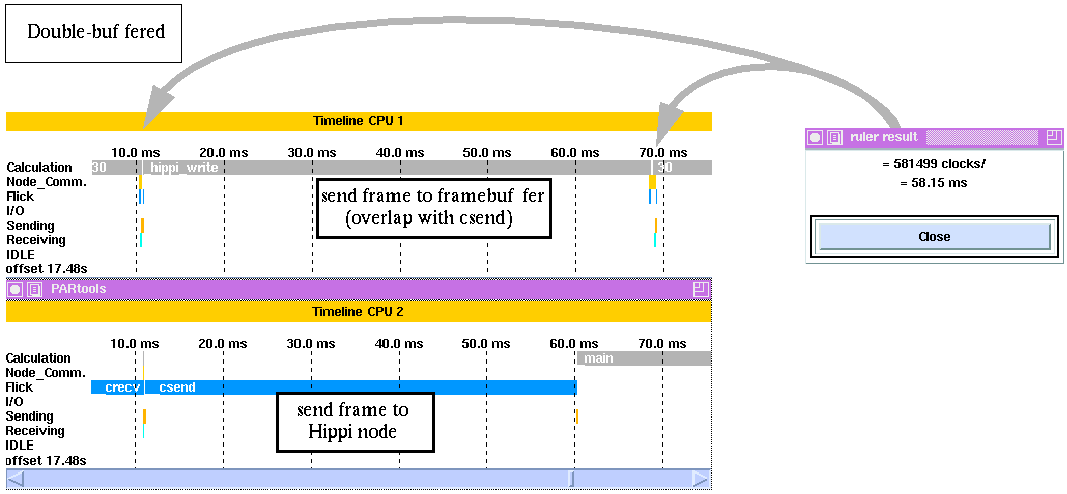 Double-buf fered
Timeline CPU 1
10.0 ms 20.0 ms 30.0 ms 40.0 ms 50.0 ms 60.0 ms 70.0 ms
Calculation 30 hippi_write 30
Node_Comm.
Flick
I/O
Sending
Receiving
IDLE
offset 17.48s
send frame to framebuf fer
(overlap with csend)
ruler result
= 581499 clocks/
= 58.15 ms
Close
PARtools
Timeline CPU 2
10.0 ms 20.0 ms 30.0 ms 40.0 ms 50.0 ms 60.0 ms 70.0 ms
Calculation main
Node_Comm.
Flick crecv csend
I/O
Sending
Receiving
IDLE
offset 17.48s
send frame to
Hippi node